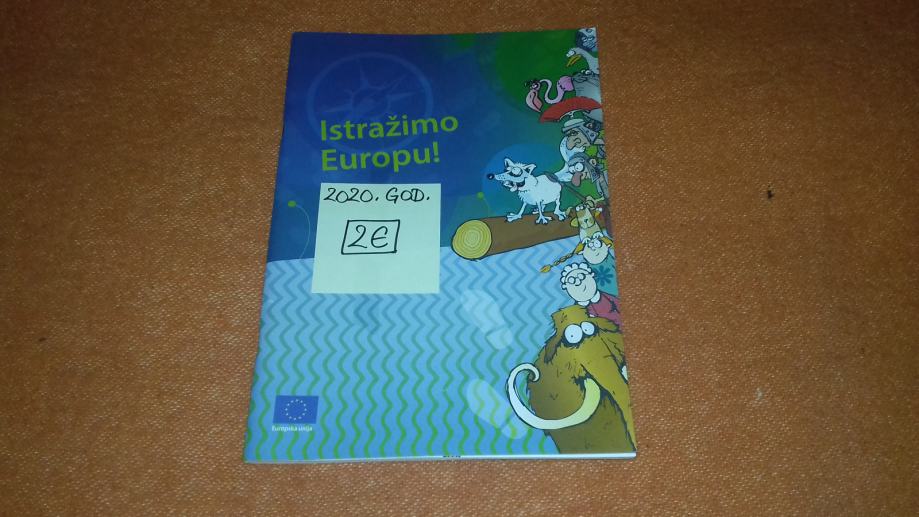 Istražimo
Europu!
2020. GOD.
2€
Europska unija